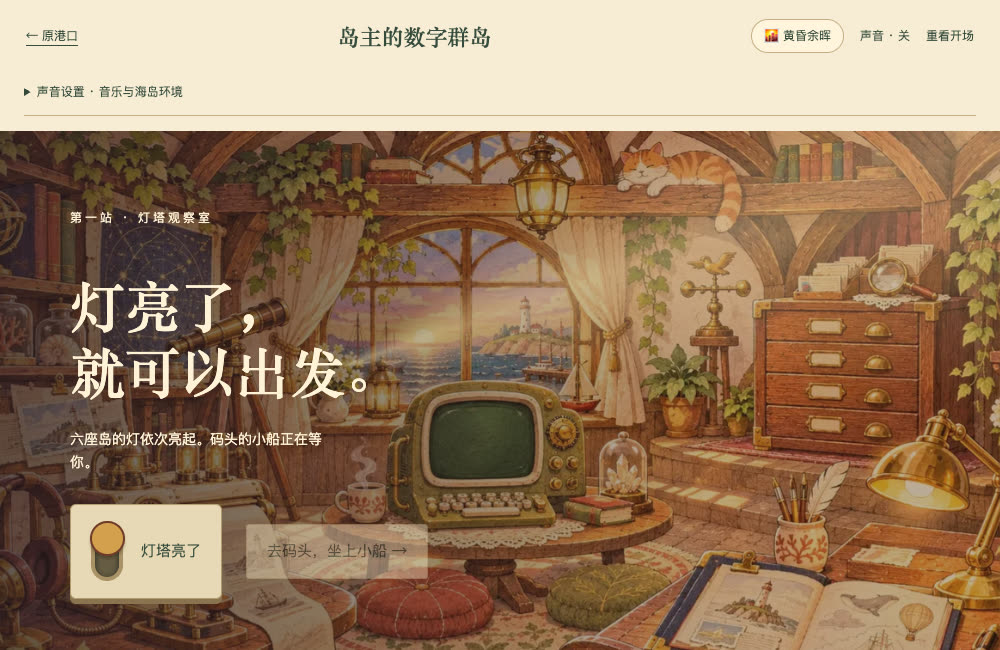 ← 原港口
岛主的数字群岛
黄昏余晖
声音 · 关
重看开场
▶ 声音设置 · 音乐与海岛环境
第一站 · 灯塔观察室
灯亮了，
就可以出发。
六座岛的灯依次亮起。码头的小船正在等
你。
灯塔亮了
去码头，坐上小船 →